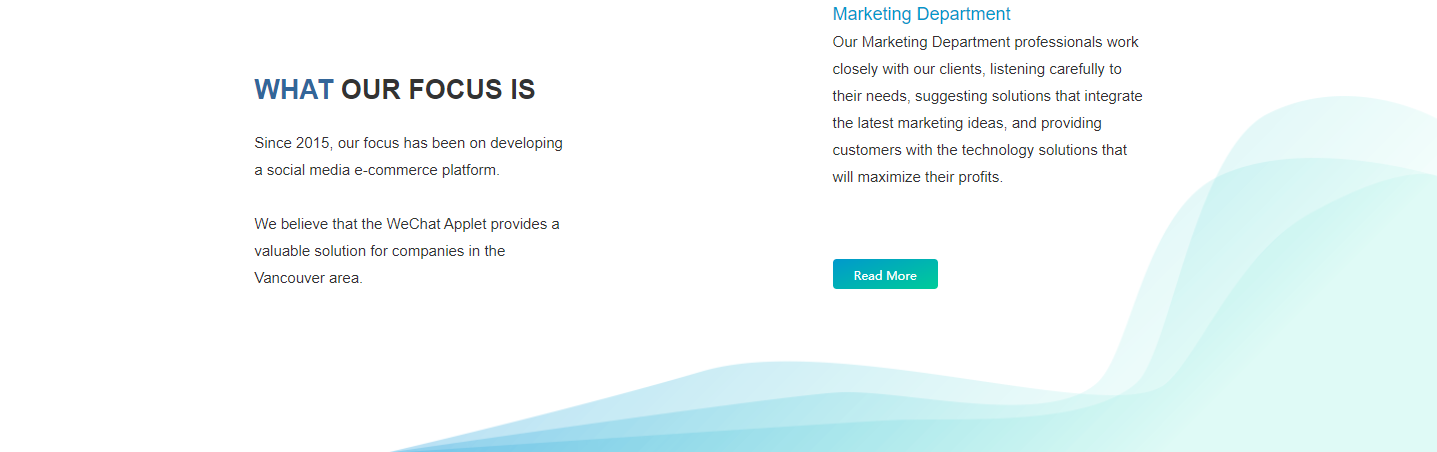 WHAT OUR FOCUS IS
Since 2015, our focus has been on developing
a social media e-commerce platform.
We believe that the WeChat Applet provides a
valuable solution for companies in the
Vancouver area.
Marketing Department
Our Marketing Department professionals work
closely with our clients, listening carefully to
their needs, suggesting solutions that integrate
the latest marketing ideas, and providing
customers with the technology solutions that
will maximize their profits.
Read More